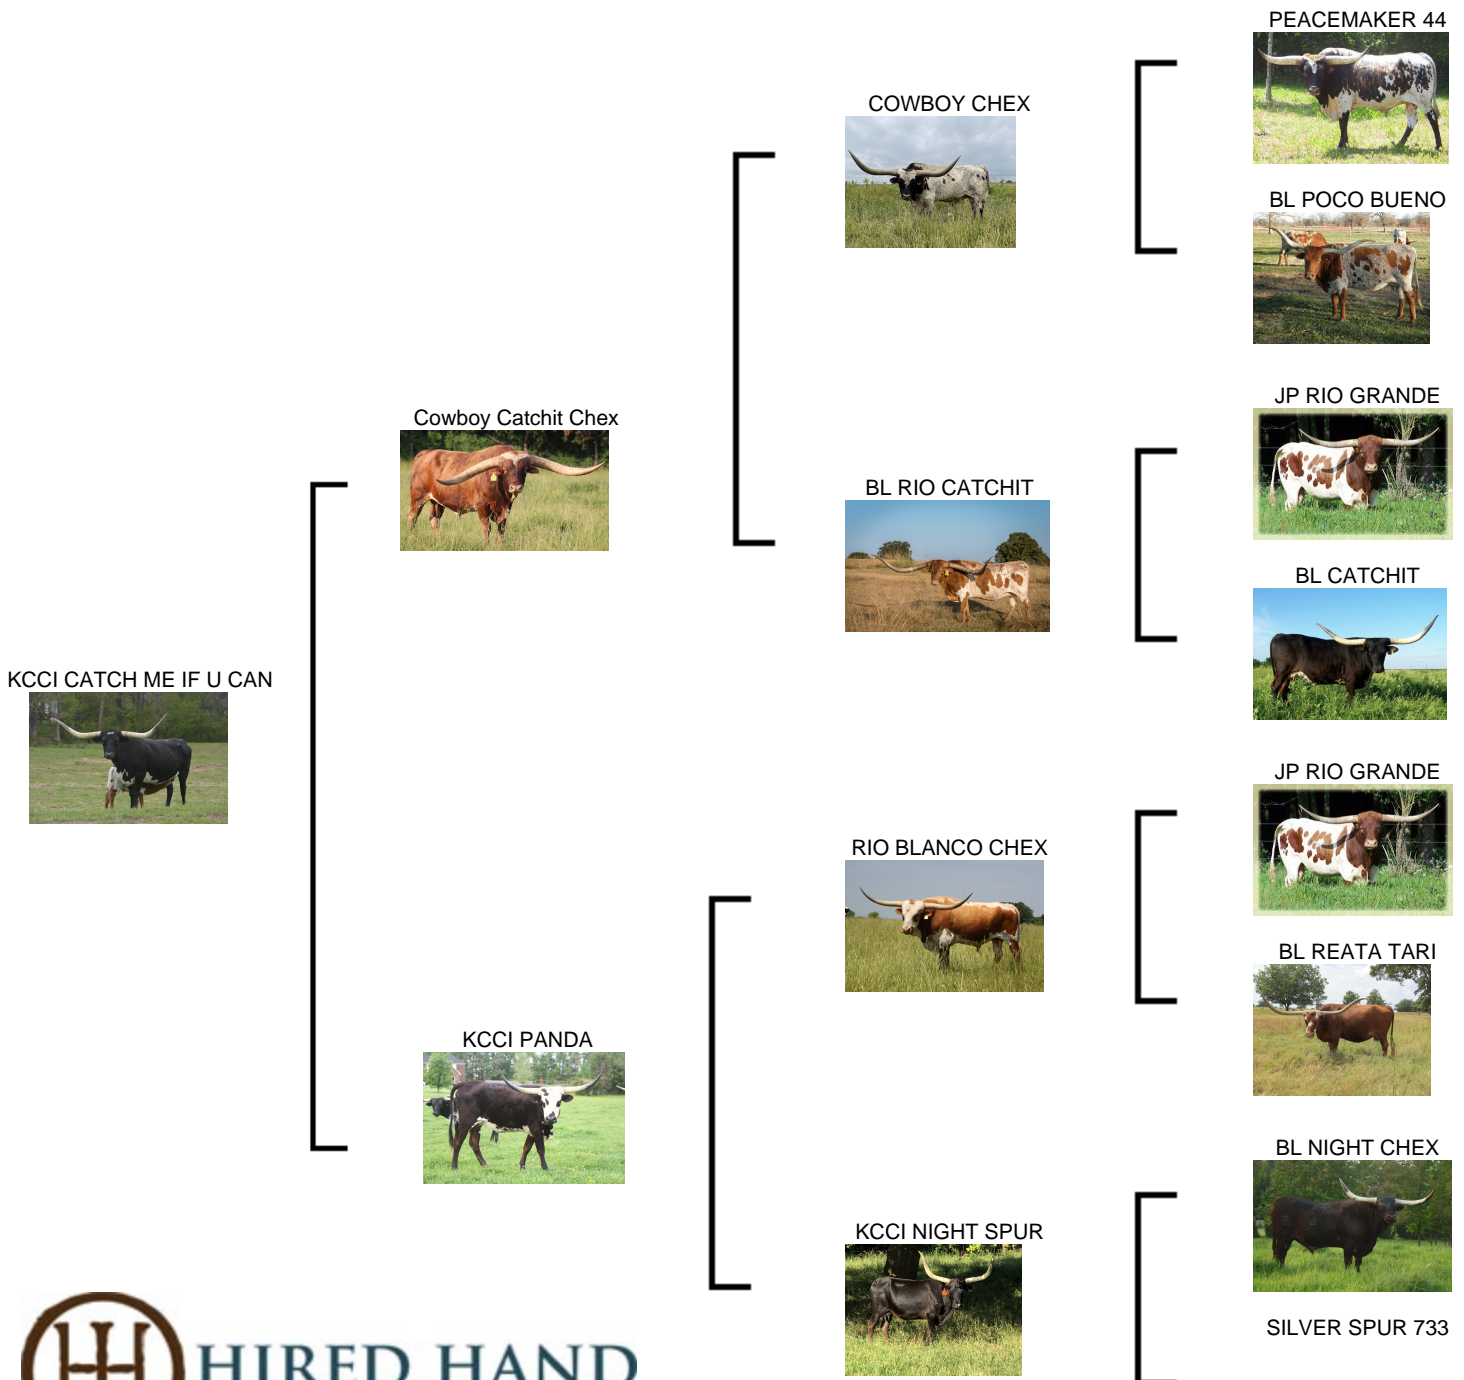 PEACEMAKER 44
COWBOY CHEX
BL POCO BUENO
JP RIO GRANDE
Cowboy Catchit Chex
BL RIO CATCHIT
BL CATCHIT
KCCI CATCH ME IF U CAN
JP RIO GRANDE
RIO BLANCO CHEX
BL REATA TARI
KCCI PANDA
BL NIGHT CHEX
KCCI NIGHT SPUR
SILVER SPUR 733
HIRED HAND